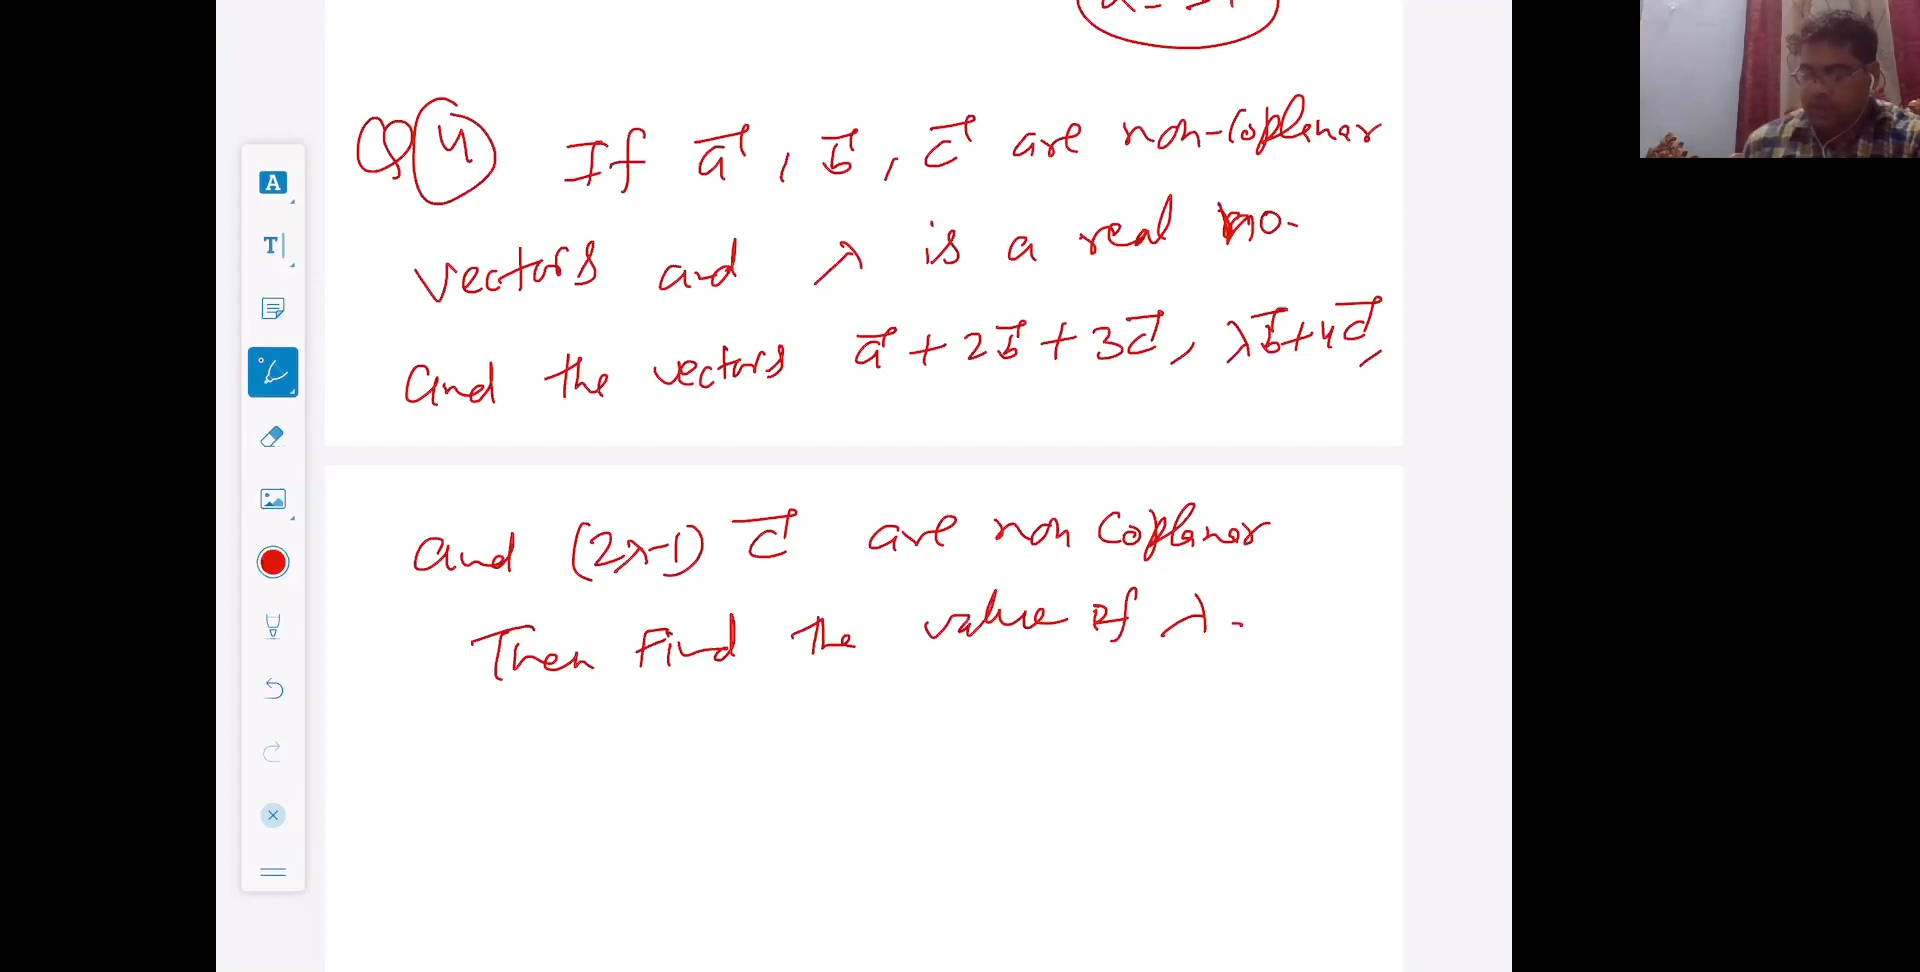 Q 4 If a⃗, b⃗, c⃗ are non-coplanar
vectors and λ is a real no.
and the vectors a⃗ + 2b⃗ + 3c⃗, λb⃗+4c⃗,
and (2λ-1) c⃗ are non coplanar
Then Find the value of λ.
A
T